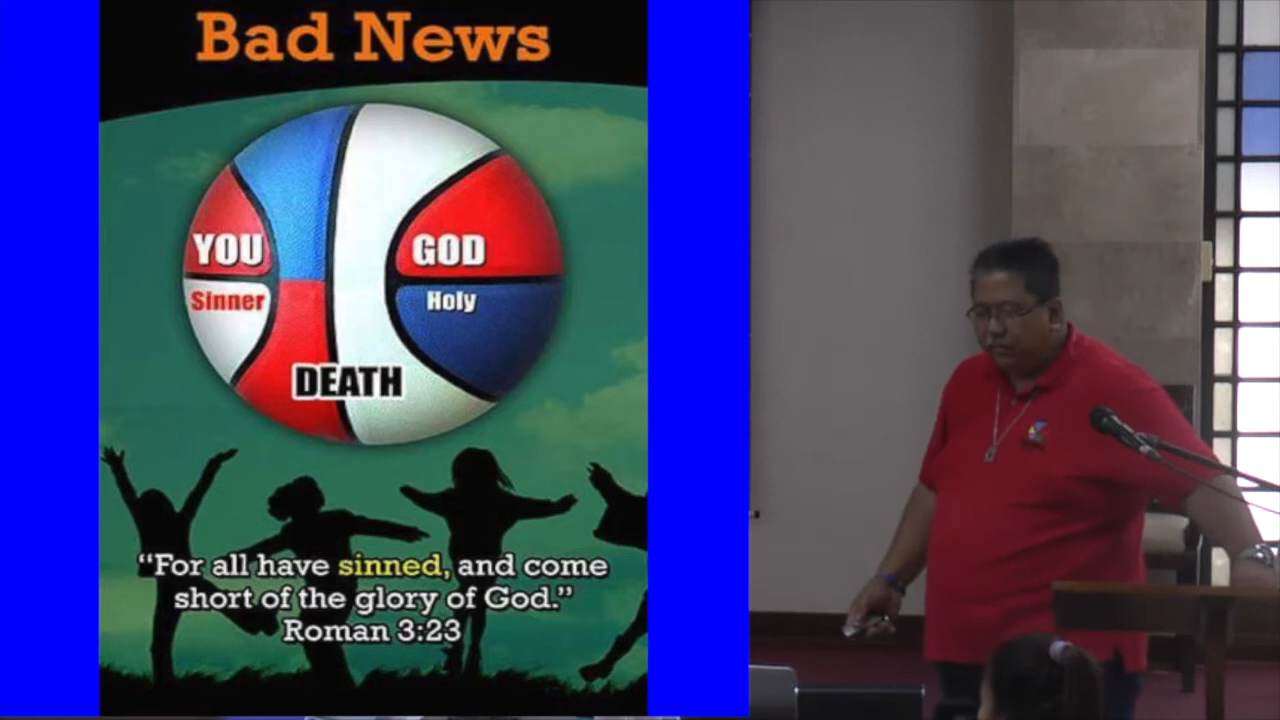 Bad News
YOU
GOD
Sinner
Holy
DEATH
“For all have sinned, and come
short of the glory of God.”
Roman 3:23